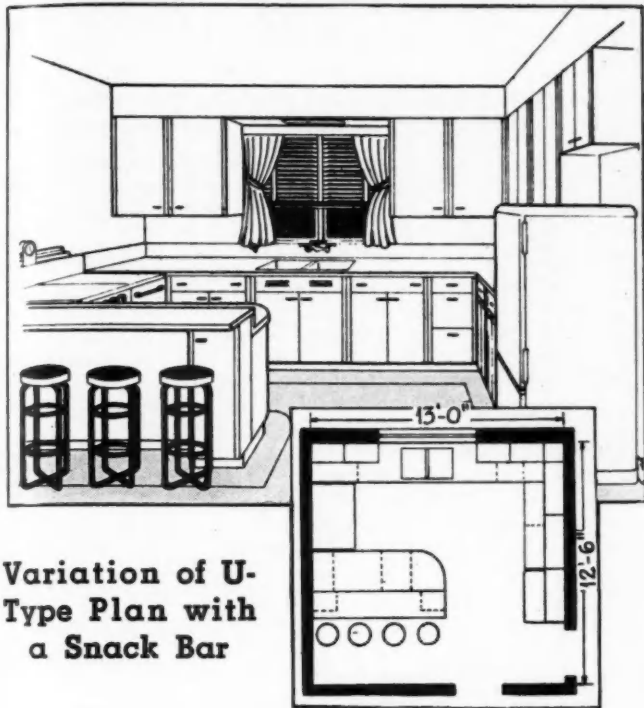 13'-0"
12'-6"
Variation of U-
Type Plan with
a Snack Bar